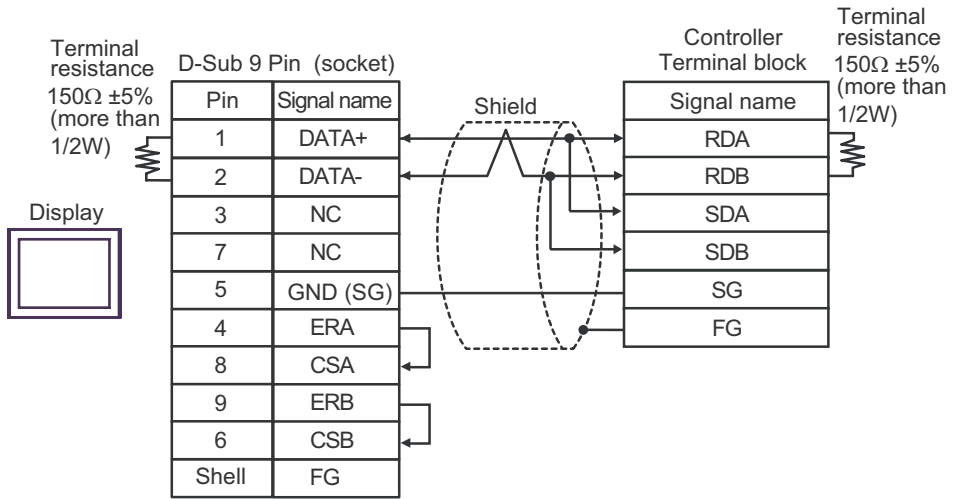 Terminal
resistance
150Ω ±5%
(more than
1/2W)
D-Sub 9 Pin (socket)
Pin Signal name
1 DATA+
2 DATA-
3 NC
7 NC
5 GND (SG)
4 ERA
8 CSA
9 ERB
6 CSB
Shell FG
Display
Shield
Controller
Terminal block
Signal name
RDA
RDB
SDA
SDB
SG
FG
Terminal
resistance
150Ω ±5%
(more than
1/2W)